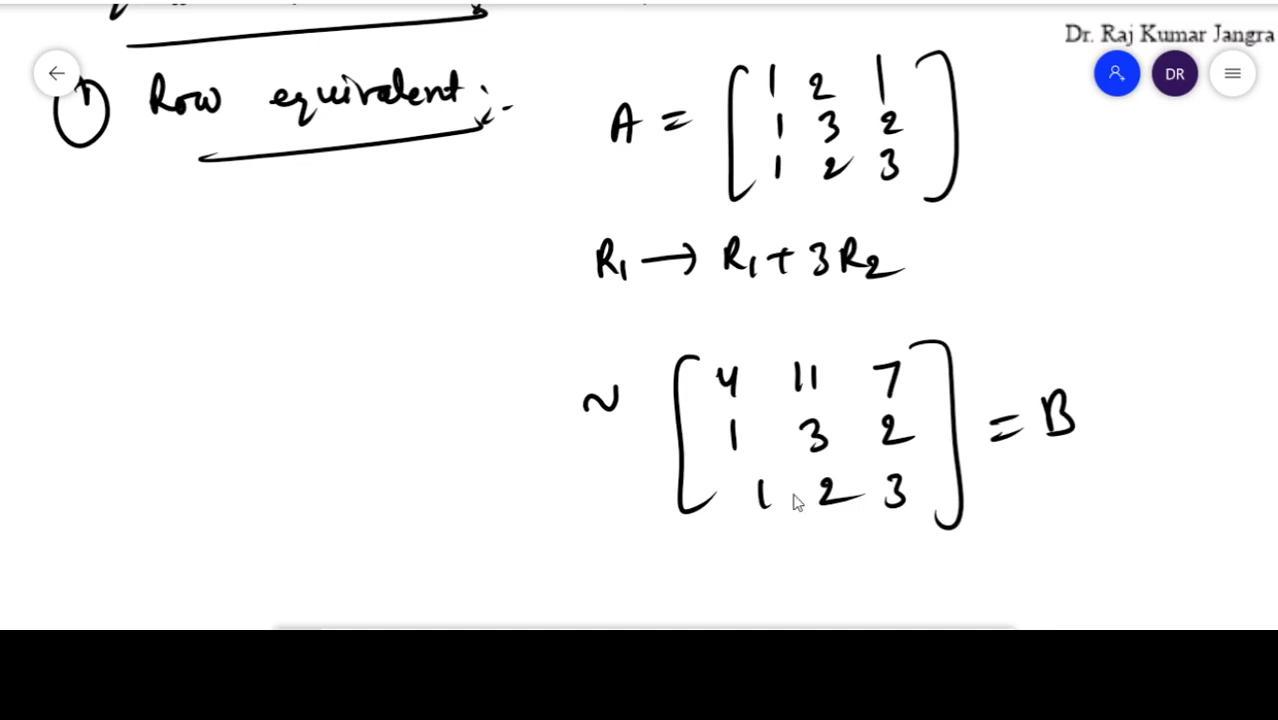 Dr. Raj Kumar Jangra
DR
① Row equivalent :-
A = [ 1 2 1
1 3 2
1 2 3 ]
R₁ → R₁ + 3R₂
~ [ 4 11 7
1 3 2
1 2 3 ] = B